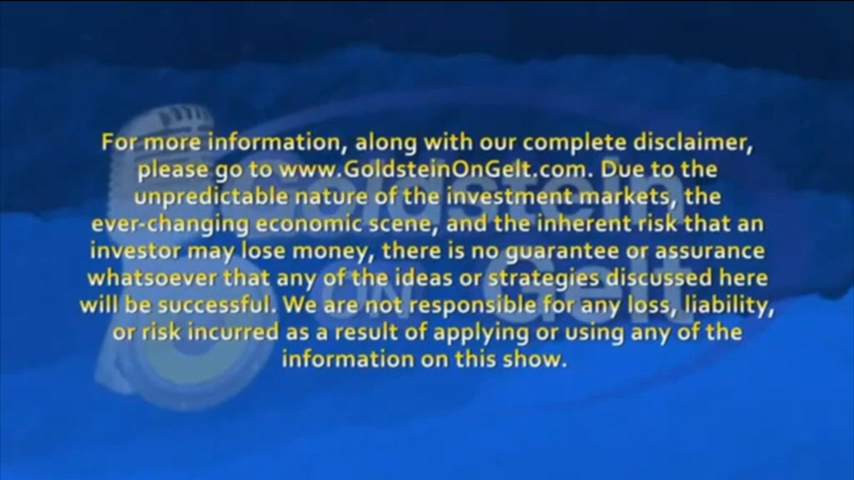 For more information, along with our complete disclaimer,
please go to www.GoldsteinOnGelt.com. Due to the
unpredictable nature of the investment markets, the
ever-changing economic scene, and the inherent risk that an
investor may lose money, there is no guarantee or assurance
whatsoever that any of the ideas or strategies discussed here
will be successful. We are not responsible for any loss, liability,
or risk incurred as a result of applying or using any of the
information on this show.
Goldstein
ON Gelt